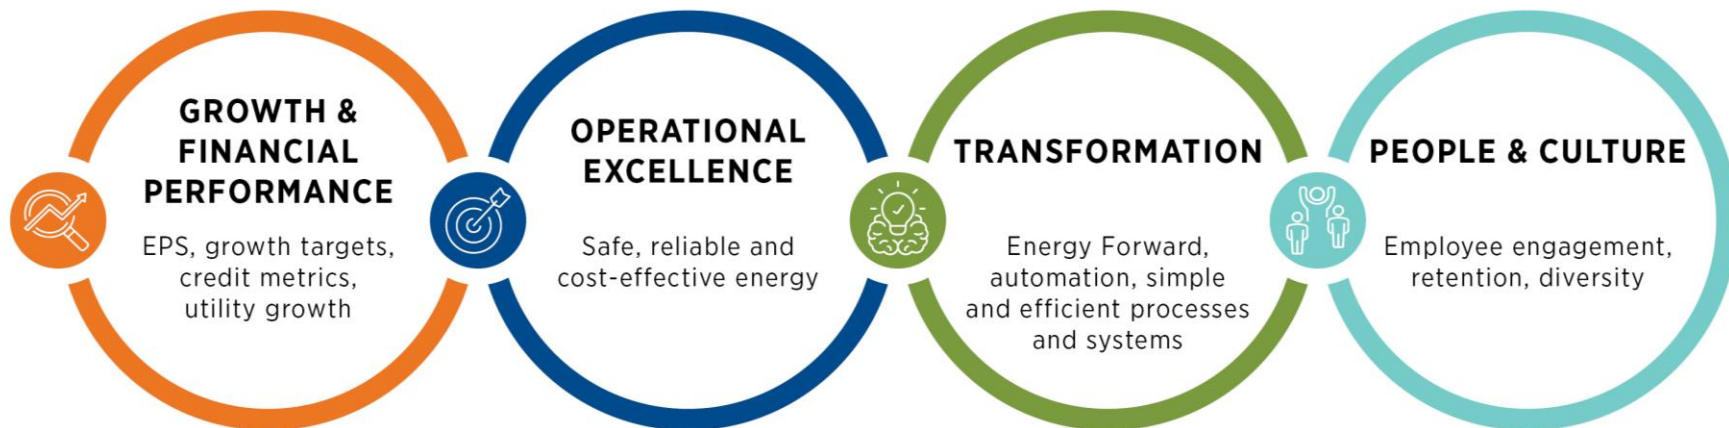 GROWTH &
FINANCIAL
PERFORMANCE
EPS, growth targets,
credit metrics,
utility growth
OPERATIONAL
EXCELLENCE
Safe, reliable and
cost-effective energy
TRANSFORMATION
Energy Forward,
automation, simple
and efficient processes
and systems
PEOPLE & CULTURE
Employee engagement,
retention, diversity